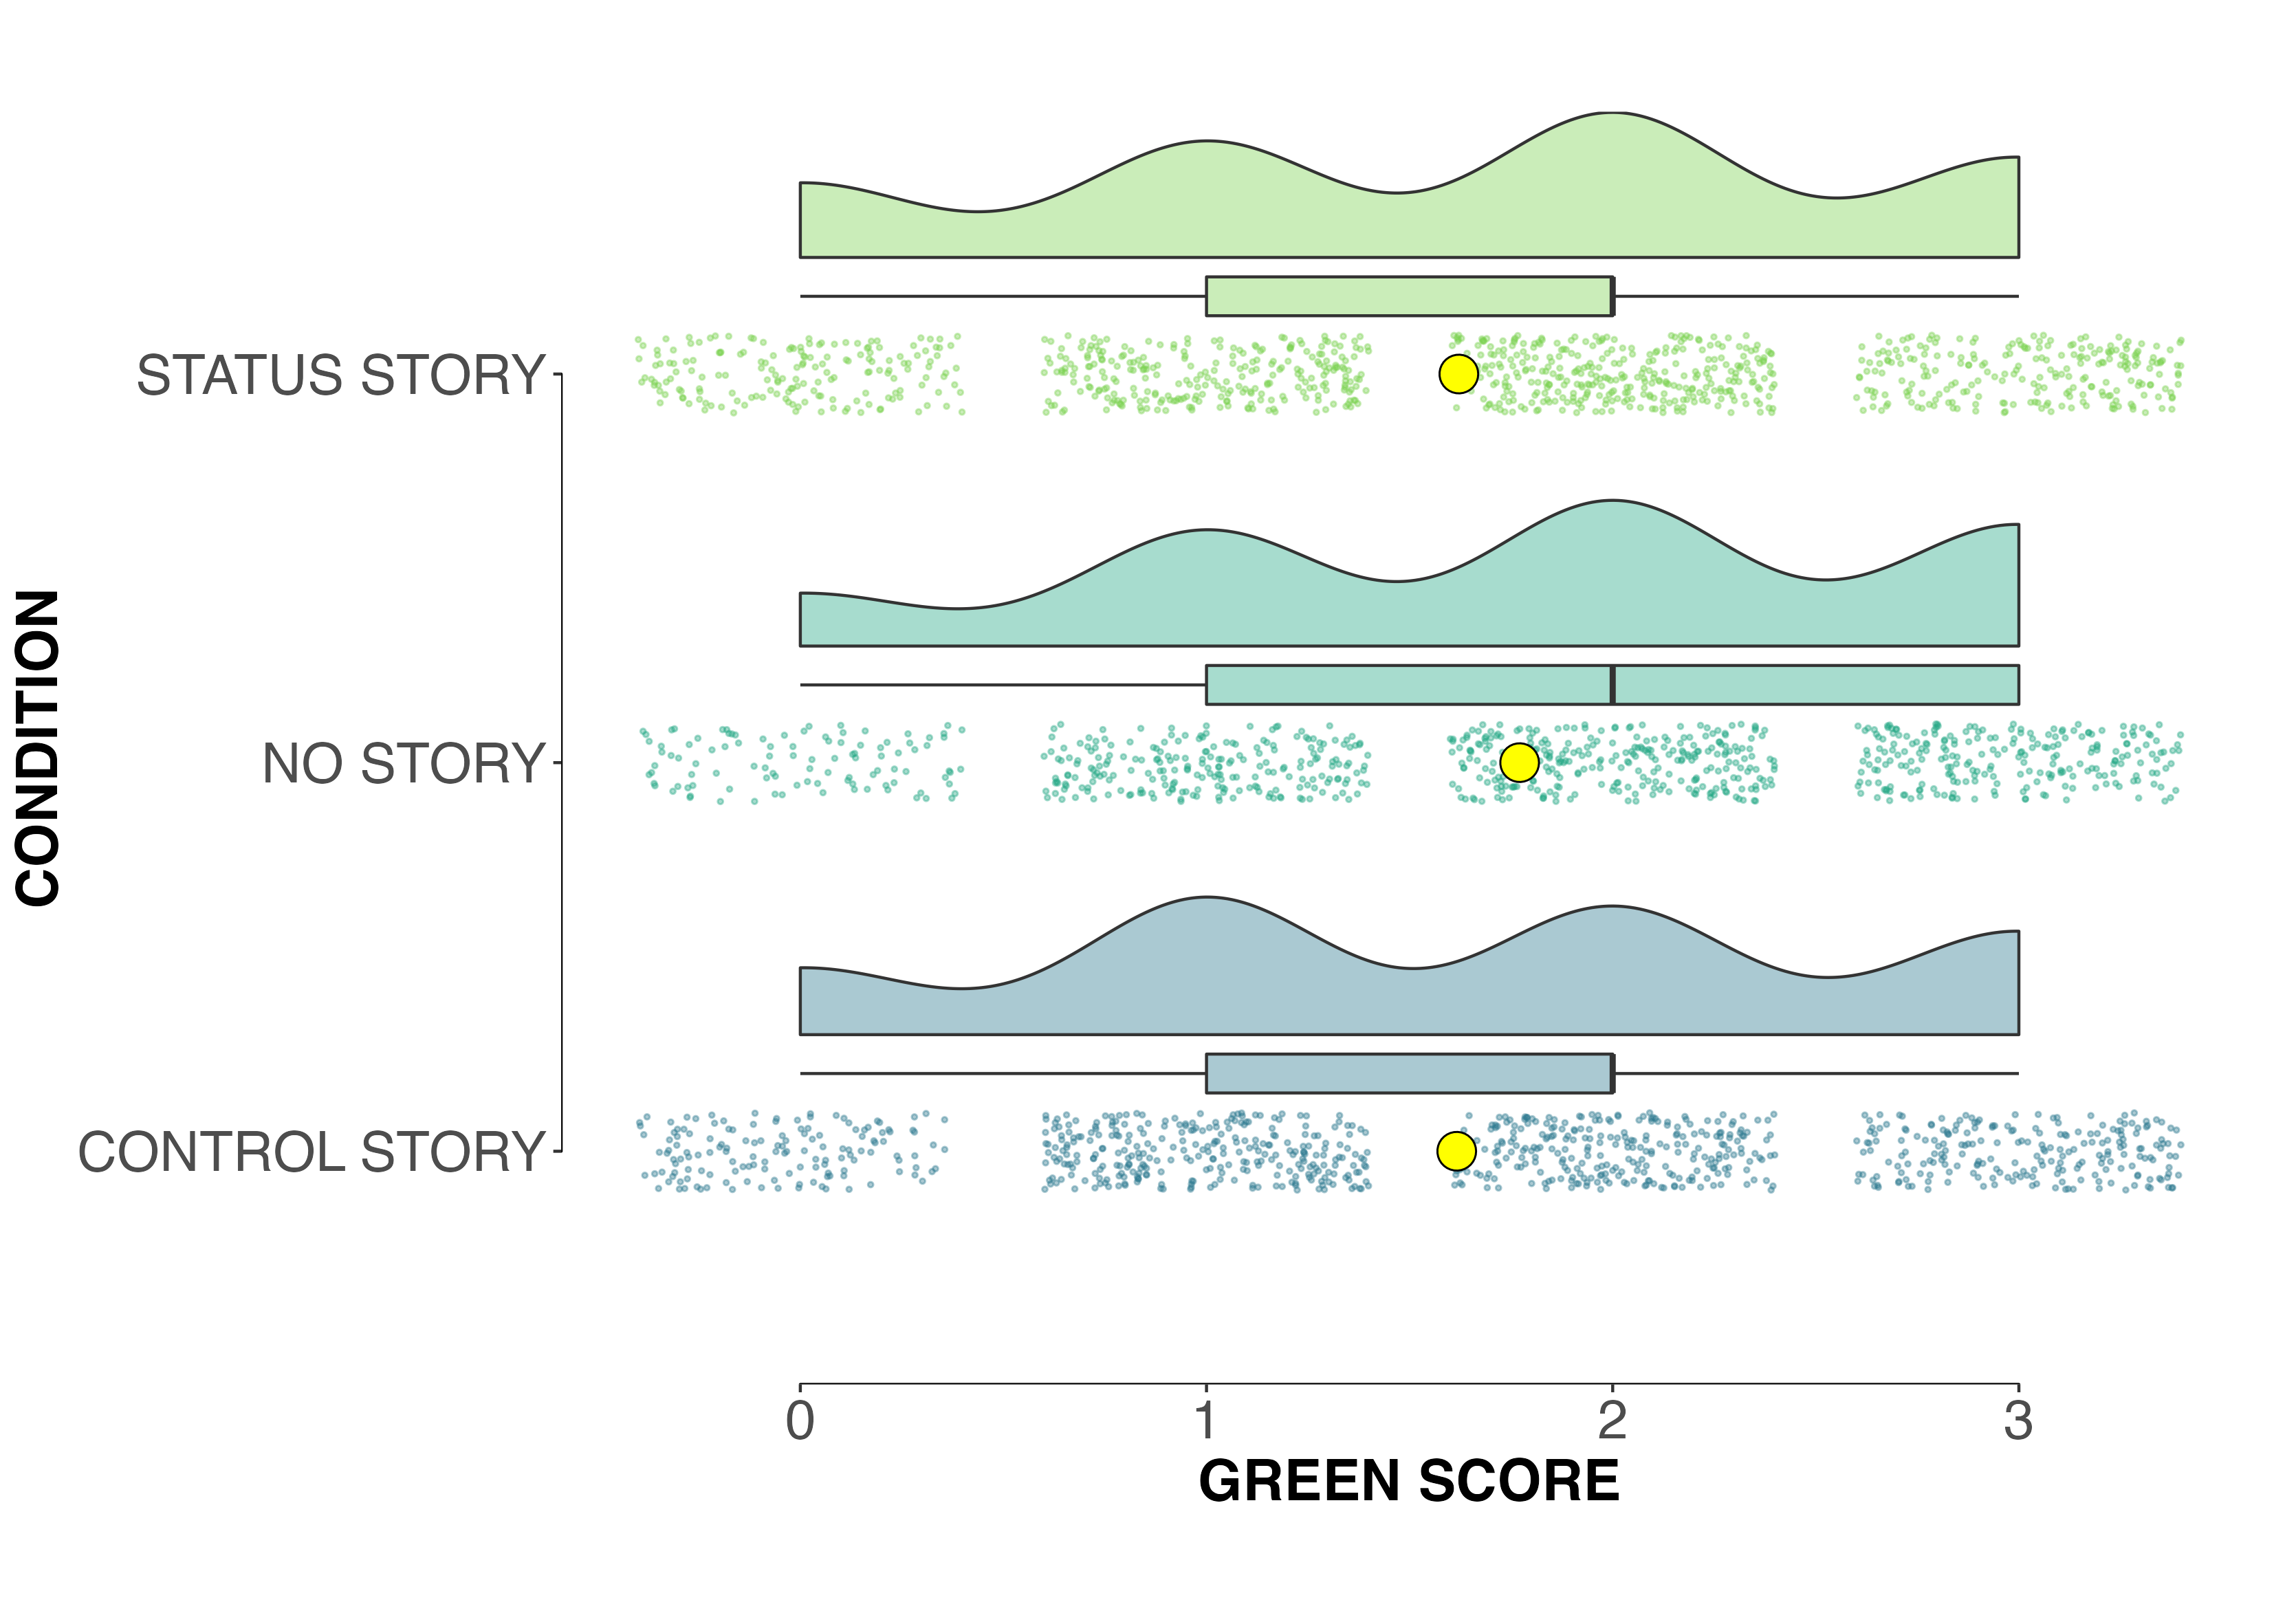 CONDITION
STATUS STORY
NO STORY
CONTROL STORY
0 1 2 3
GREEN SCORE